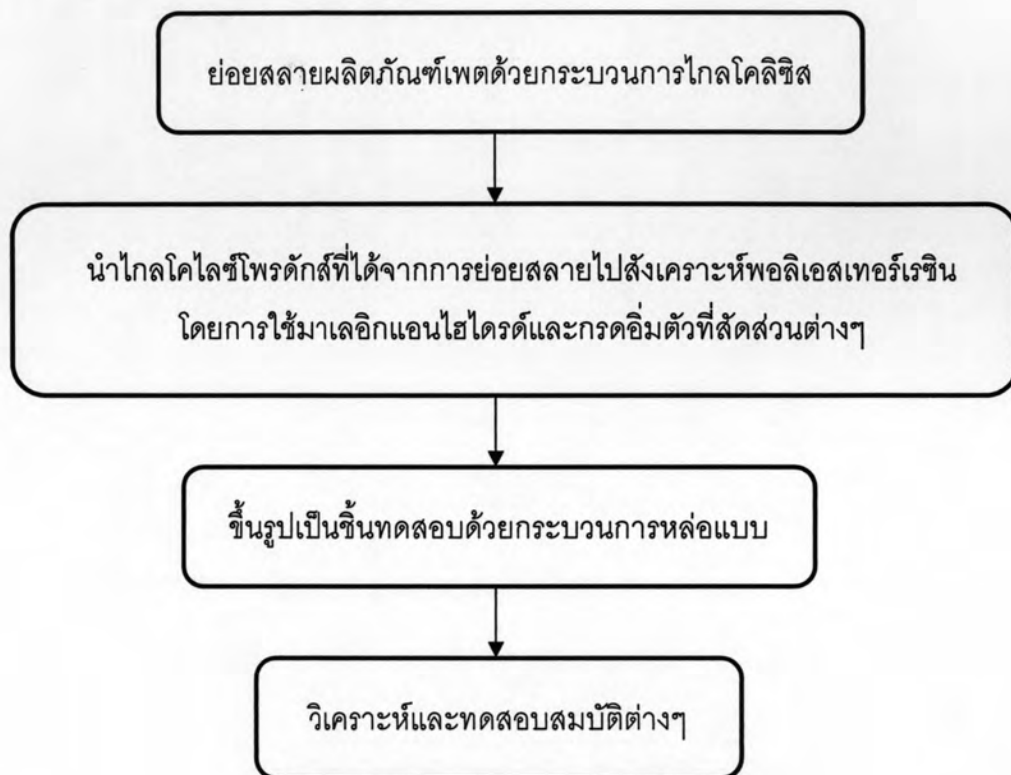 ย่อยสลายผลิตภัณฑ์เพตด้วยกระบวนการไกลโคลิซิส
นำไกลโคไลซ์โพรดักส์ที่ได้จากการย่อยสลายไปสังเคราะห์พอลิเอสเทอร์เรซิน
โดยการใช้มาเลอิกแอนไฮไดรด์และกรดอิ่มตัวที่สัดส่วนต่างๆ
ขึ้นรูปเป็นชิ้นทดสอบด้วยกระบวนการหล่อแบบ
วิเคราะห์และทดสอบสมบัติต่างๆ